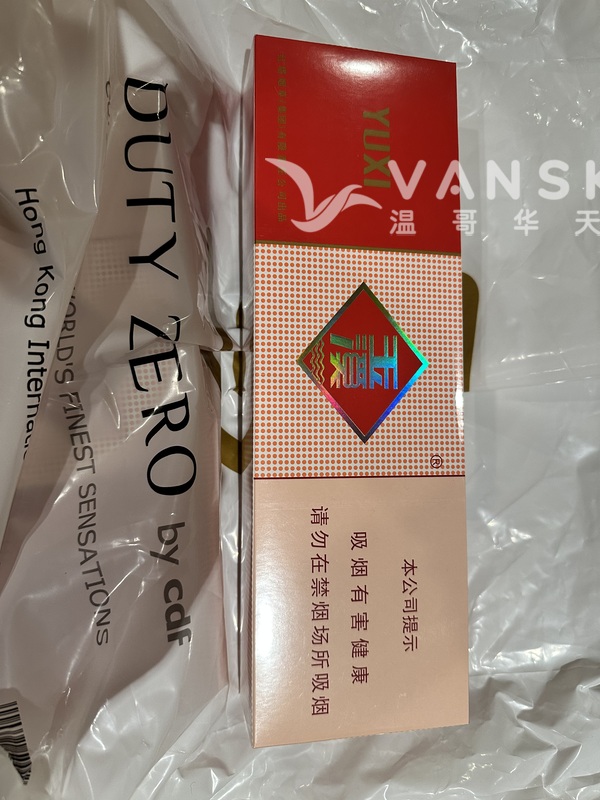 DUTY ZERO by cdf
WORLD'S FINEST SENSATIONS
Hong Kong Internat
YUXI
VANSK
温哥华天
玉溪
®
本公司提示
吸烟有害健康
请勿在禁烟场所吸烟